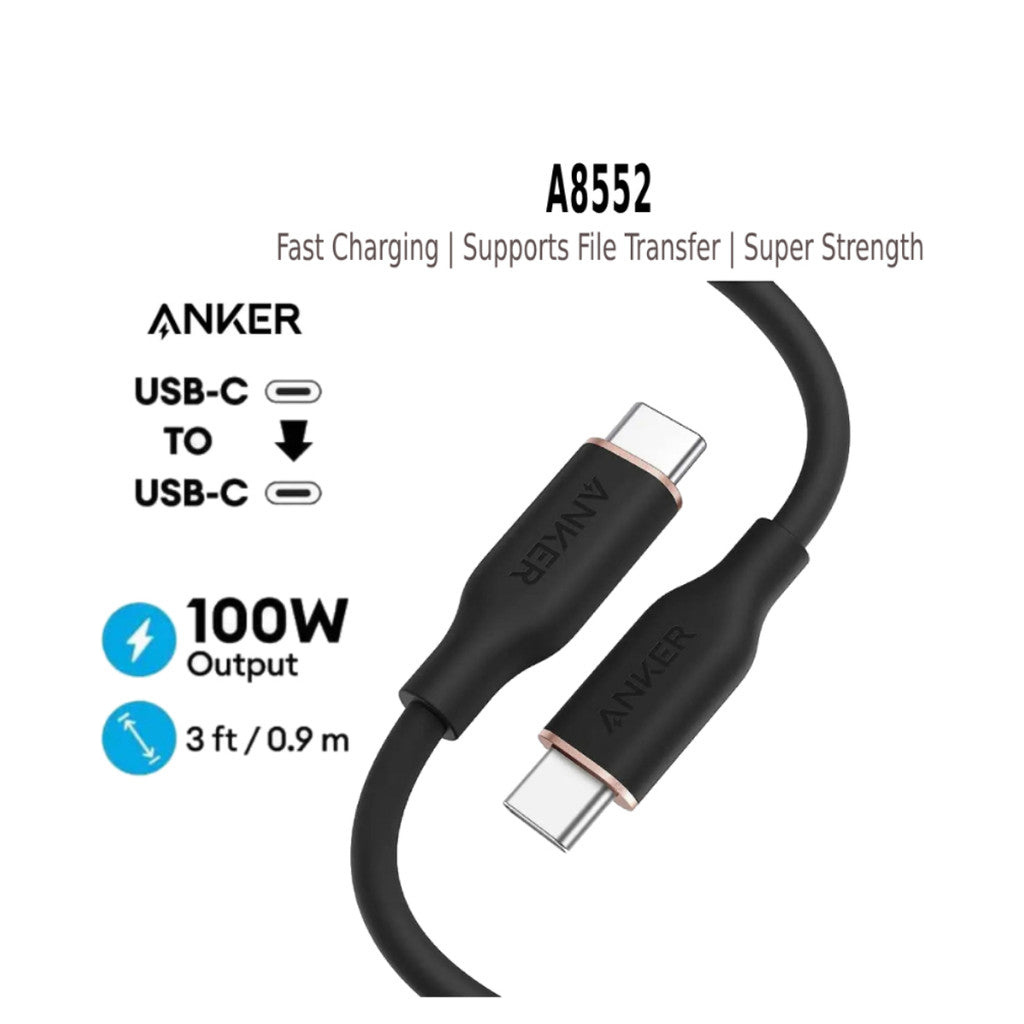 A8552
Fast Charging | Supports File Transfer | Super Strength
ANKER
USB-C
TO
USB-C
100W
Output
3 ft / 0.9 m
ANKER
ANKER